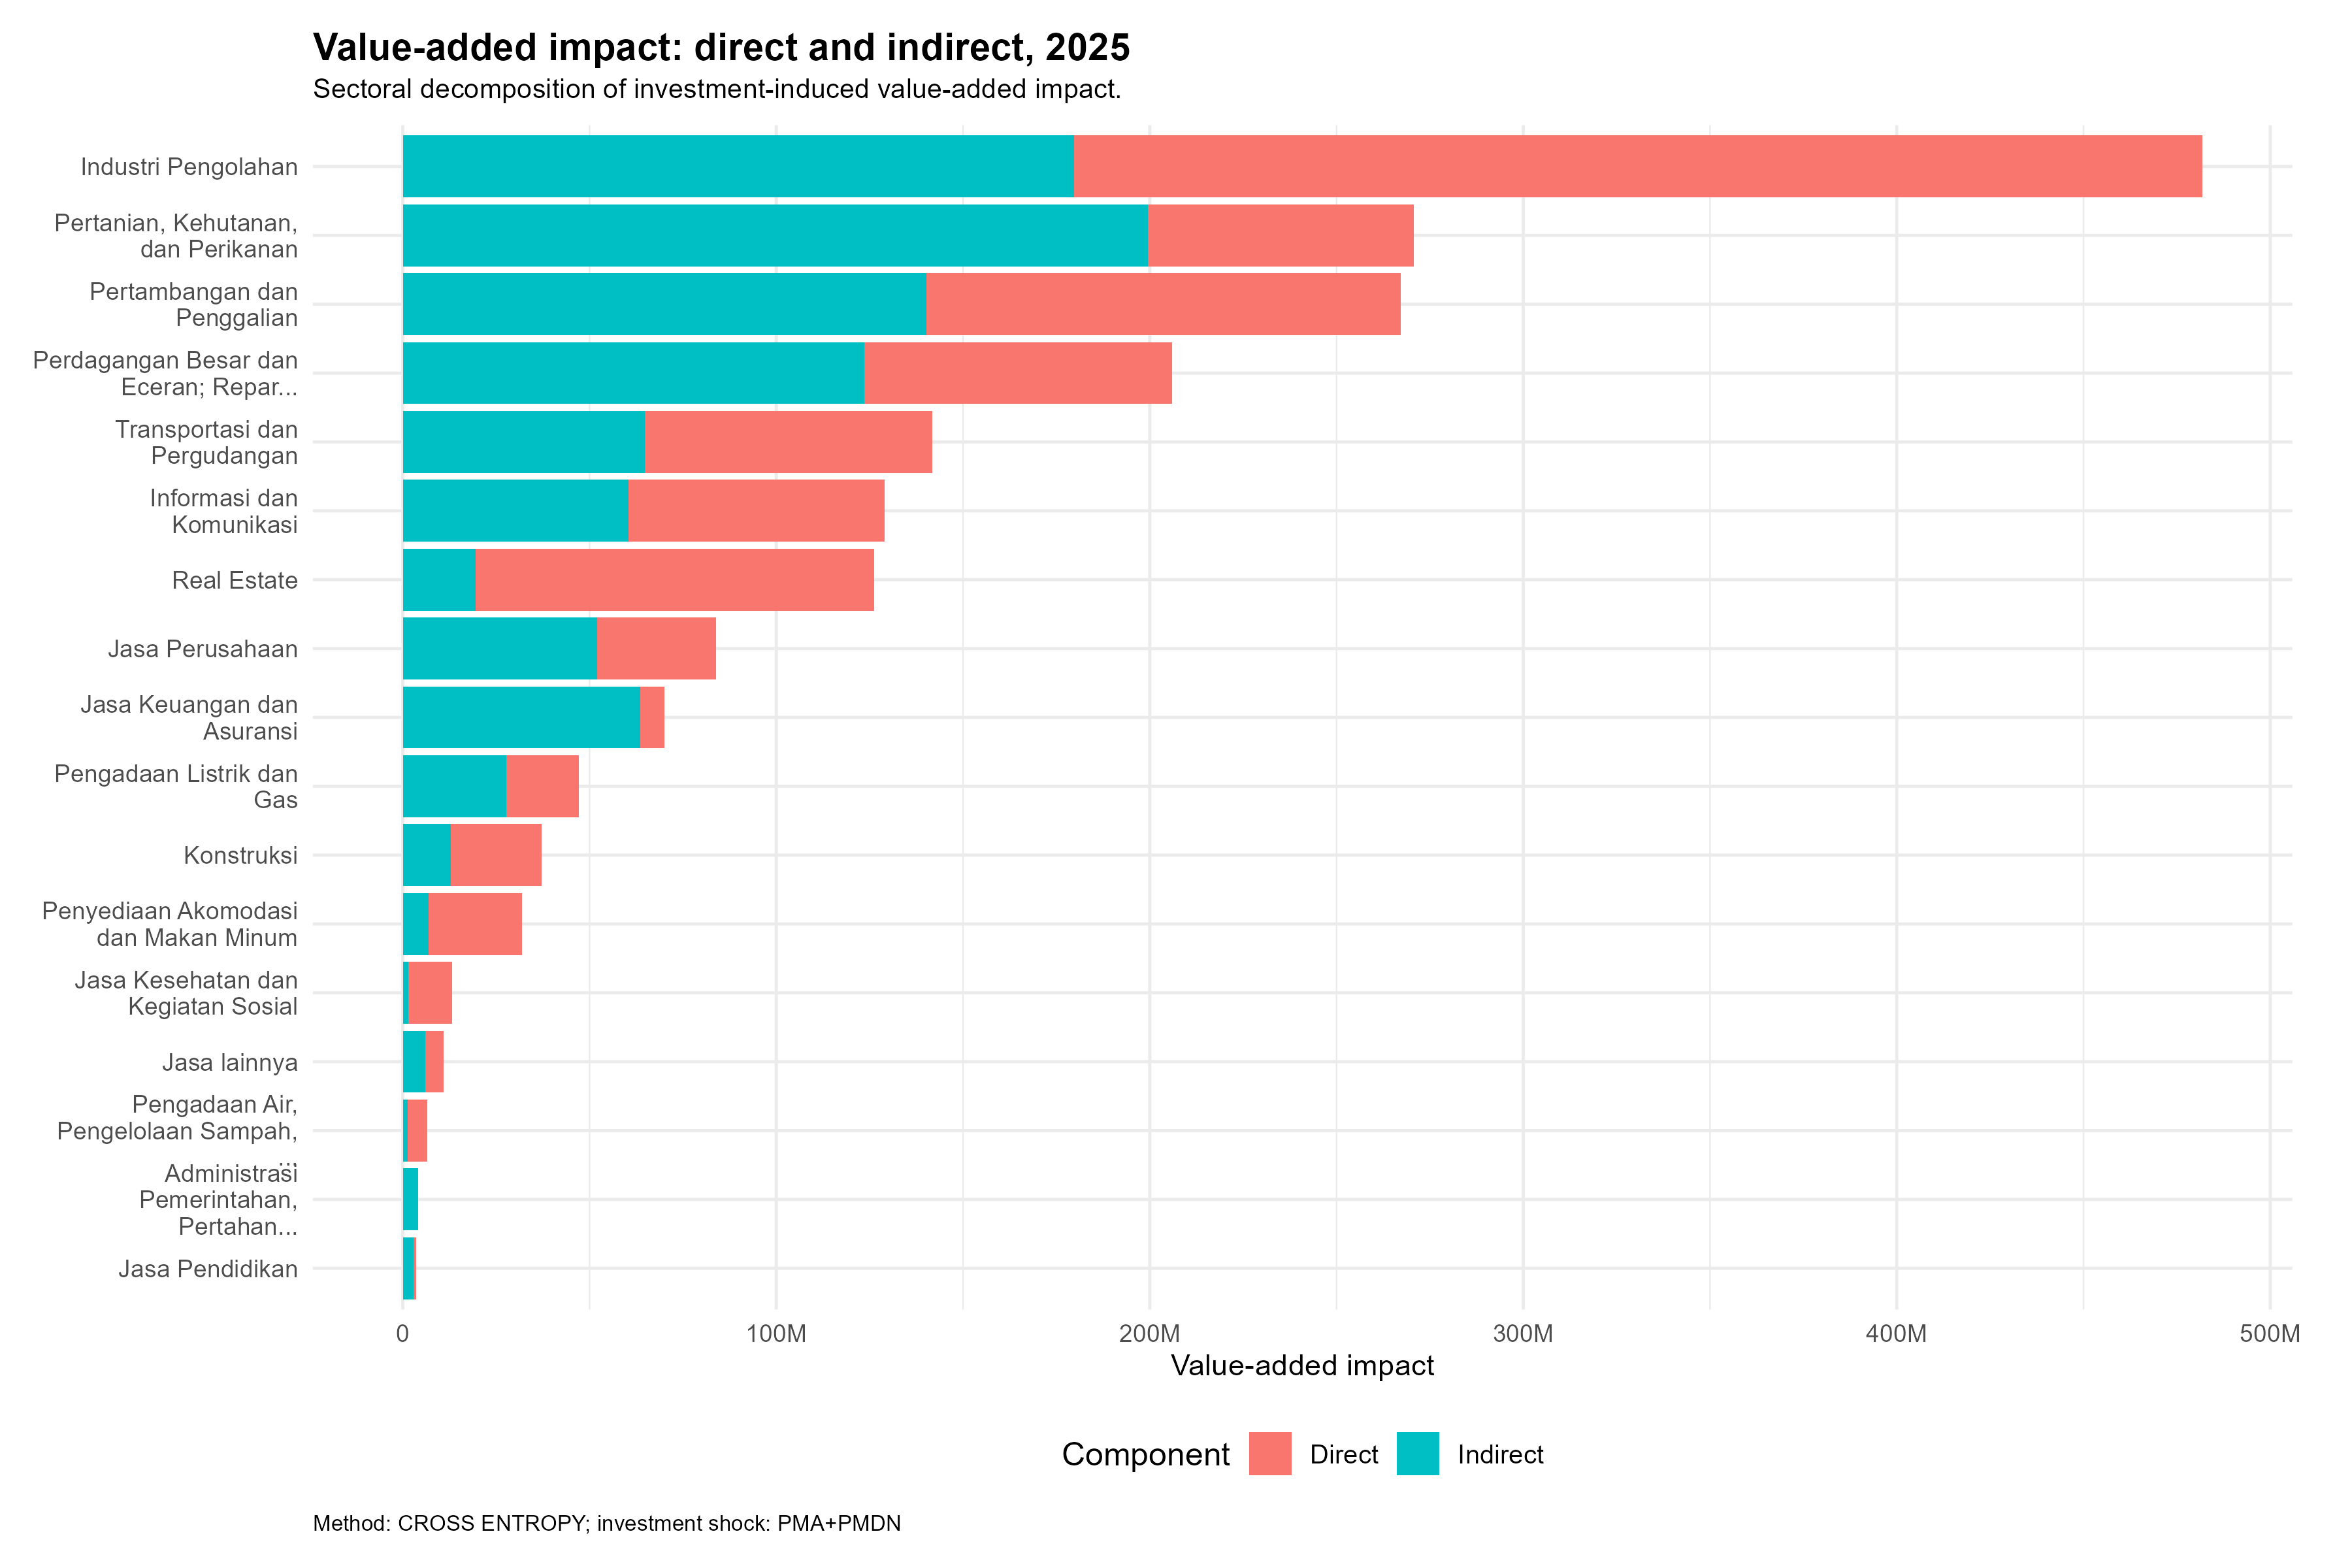 Value-added impact: direct and indirect, 2025
Sectoral decomposition of investment-induced value-added impact.
Industri Pengolahan
Pertanian, Kehutanan,
dan Perikanan
Pertambangan dan
Penggalian
Perdagangan Besar dan
Eceran; Repar...
Transportasi dan
Pergudangan
Informasi dan
Komunikasi
Real Estate
Jasa Perusahaan
Jasa Keuangan dan
Asuransi
Pengadaan Listrik dan
Gas
Konstruksi
Penyediaan Akomodasi
dan Makan Minum
Jasa Kesehatan dan
Kegiatan Sosial
Jasa lainnya
Pengadaan Air,
Pengelolaan Sampah,
...
Administrasi
Pemerintahan,
Pertahan...
Jasa Pendidikan
0 100M 200M 300M 400M 500M
Value-added impact
Component Direct Indirect
Method: CROSS ENTROPY; investment shock: PMA+PMDN